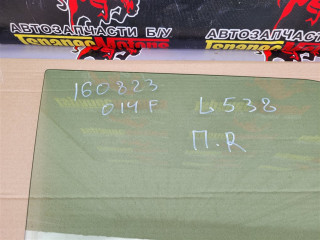 АВТОЗАПЧАСТИ Б/У
АВТОЗАПЧАСТИ
160823
014F
L538
П.R